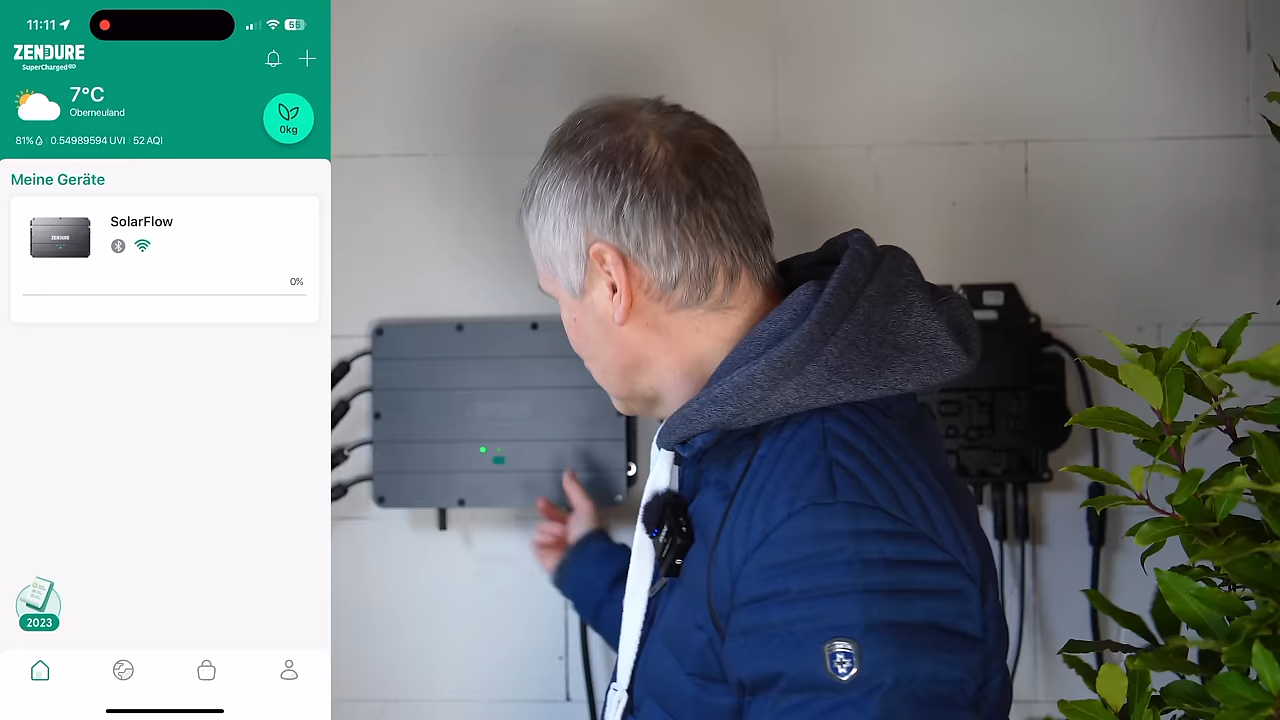 11:11
55
ZENDURE
SuperCharged
7°C
Oberneuland
0kg
81% 0.54989594 UVI 52 AQI
Meine Geräte
SolarFlow
ZENDURE
0%
2023